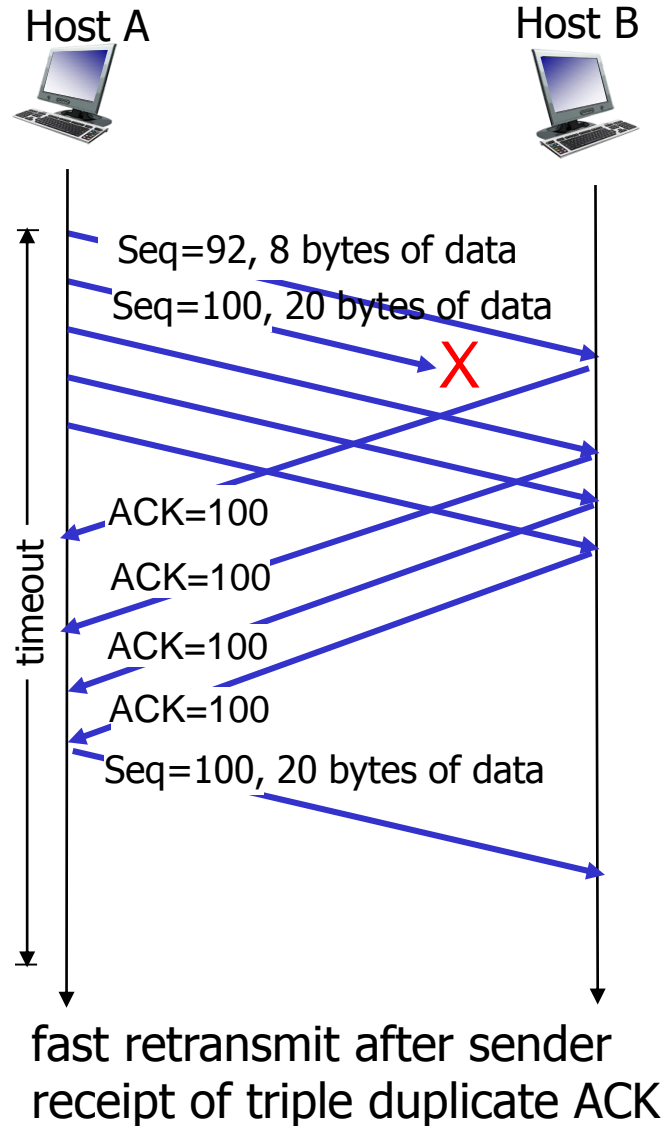 Host A
Host B
Seq=92, 8 bytes of data
Seq=100, 20 bytes of data
X
ACK=100
timeout
ACK=100
ACK=100
ACK=100
Seq=100, 20 bytes of data
fast retransmit after sender
receipt of triple duplicate ACK